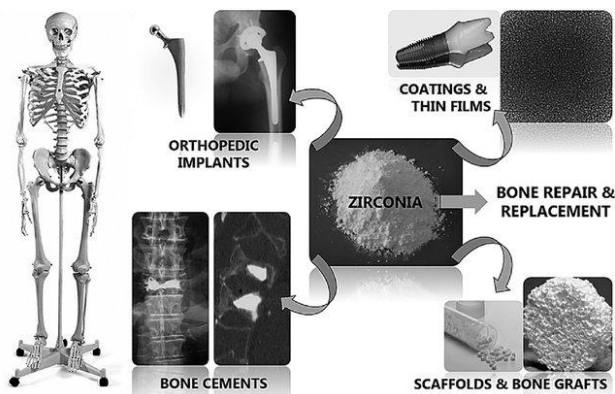 COATINGS &
THIN FILMS
ORTHOPEDIC
IMPLANTS
ZIRCONIA
BONE REPAIR &
REPLACEMENT
BONE CEMENTS
SCAFFOLDS & BONE GRAFTS